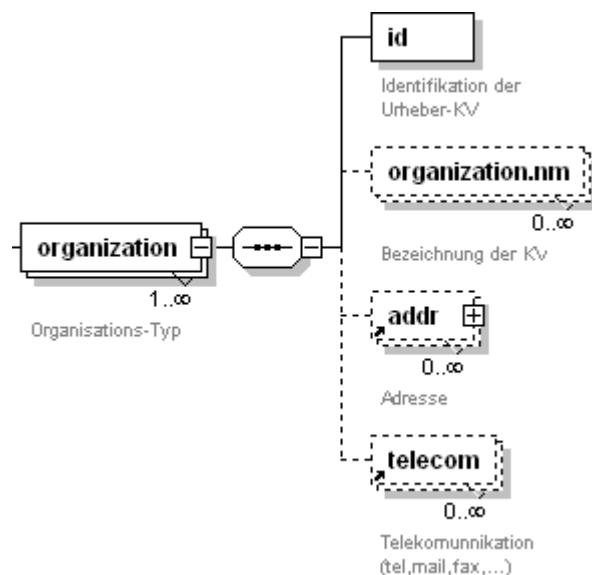 id
Identifikation der
Urheber-KV
organization.nm
0..∞
Bezeichnung der KV
organization
1..∞
Organisations-Typ
addr
0..∞
Adresse
telecom
0..∞
Telekomunnikation
(tel,mail,fax,...)